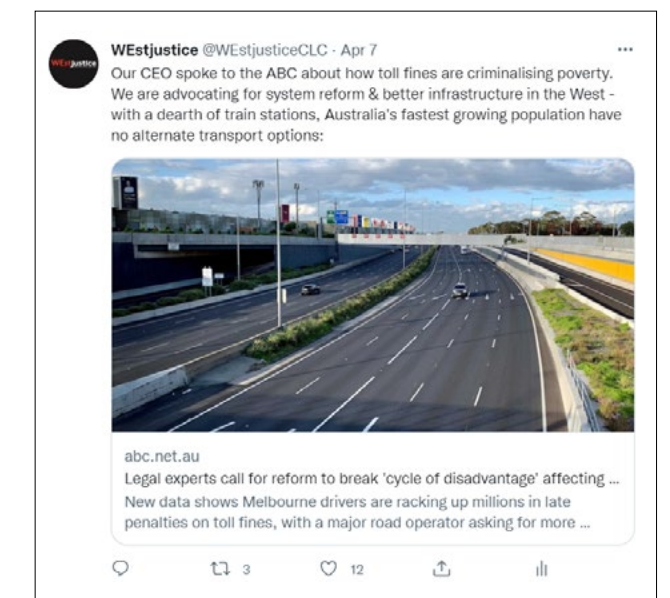 WEstjustice
WEstjustice @WEstjusticeCLC · Apr 7
Our CEO spoke to the ABC about how toll fines are criminalising poverty.
We are advocating for system reform & better infrastructure in the West -
with a dearth of train stations, Australia's fastest growing population have
no alternate transport options:
abc.net.au
Legal experts call for reform to break 'cycle of disadvantage' affecting ...
New data shows Melbourne drivers are racking up millions in late
penalties on toll fines, with a major road operator asking for more ...
3
12